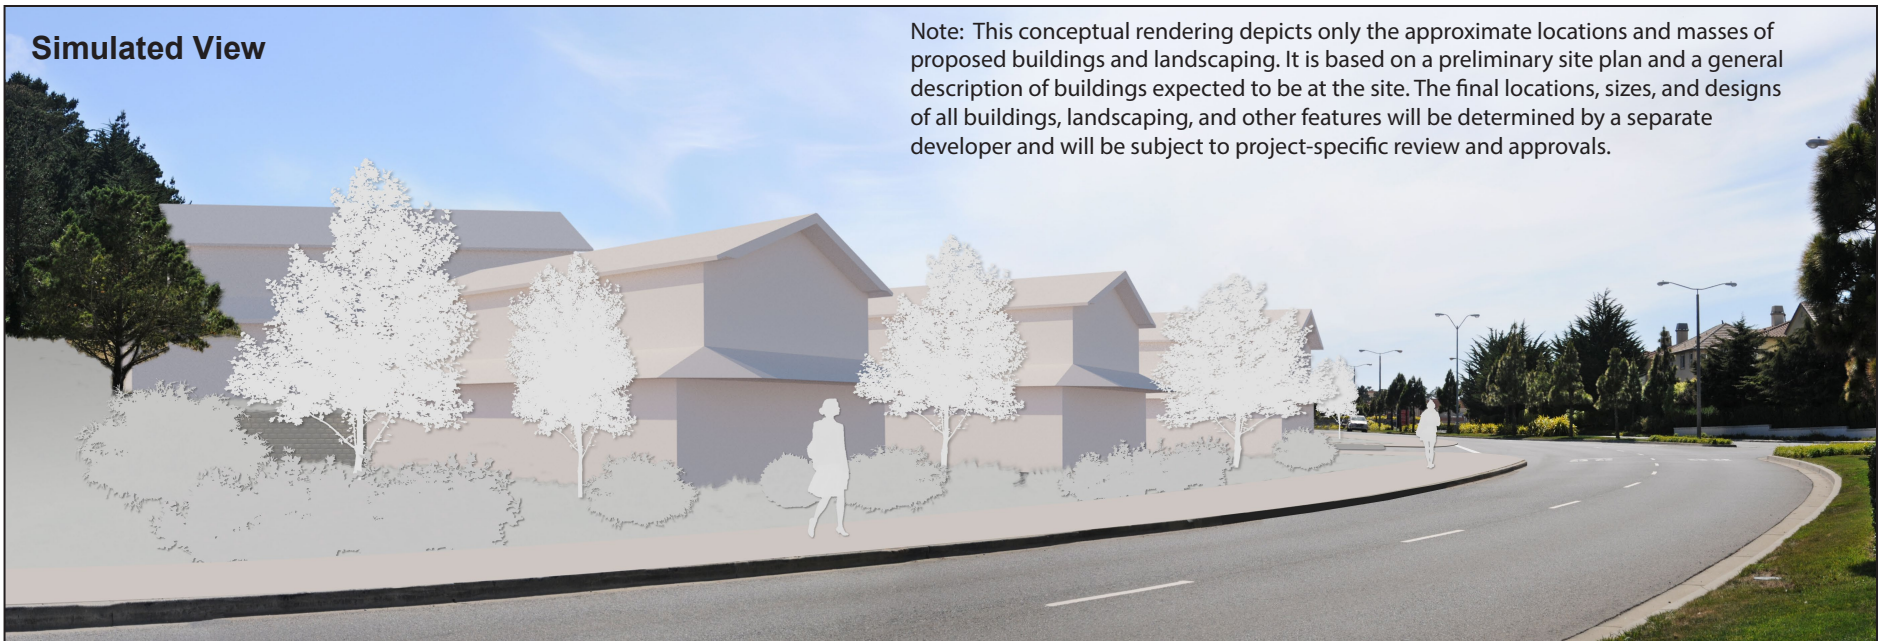 Simulated View
Note: This conceptual rendering depicts only the approximate locations and masses of
proposed buildings and landscaping. It is based on a preliminary site plan and a general
description of buildings expected to be at the site. The final locations, sizes, and designs
of all buildings, landscaping, and other features will be determined by a separate
developer and will be subject to project-specific review and approvals.